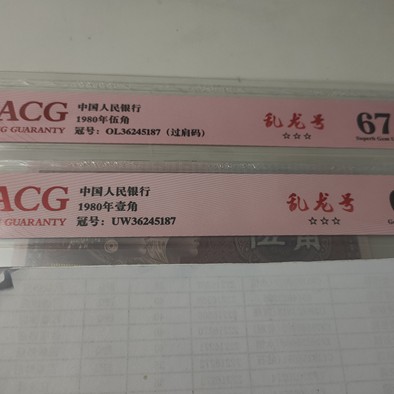 ACG
GUARANTY
中国人民银行
1980年伍角
冠号：OL36245187（过肩码）
乱龙号
☆☆☆
67
Superb Gem
ACG
GUARANTY
中国人民银行
1980年壹角
冠号：UW36245187
乱龙号
☆☆☆
伍角